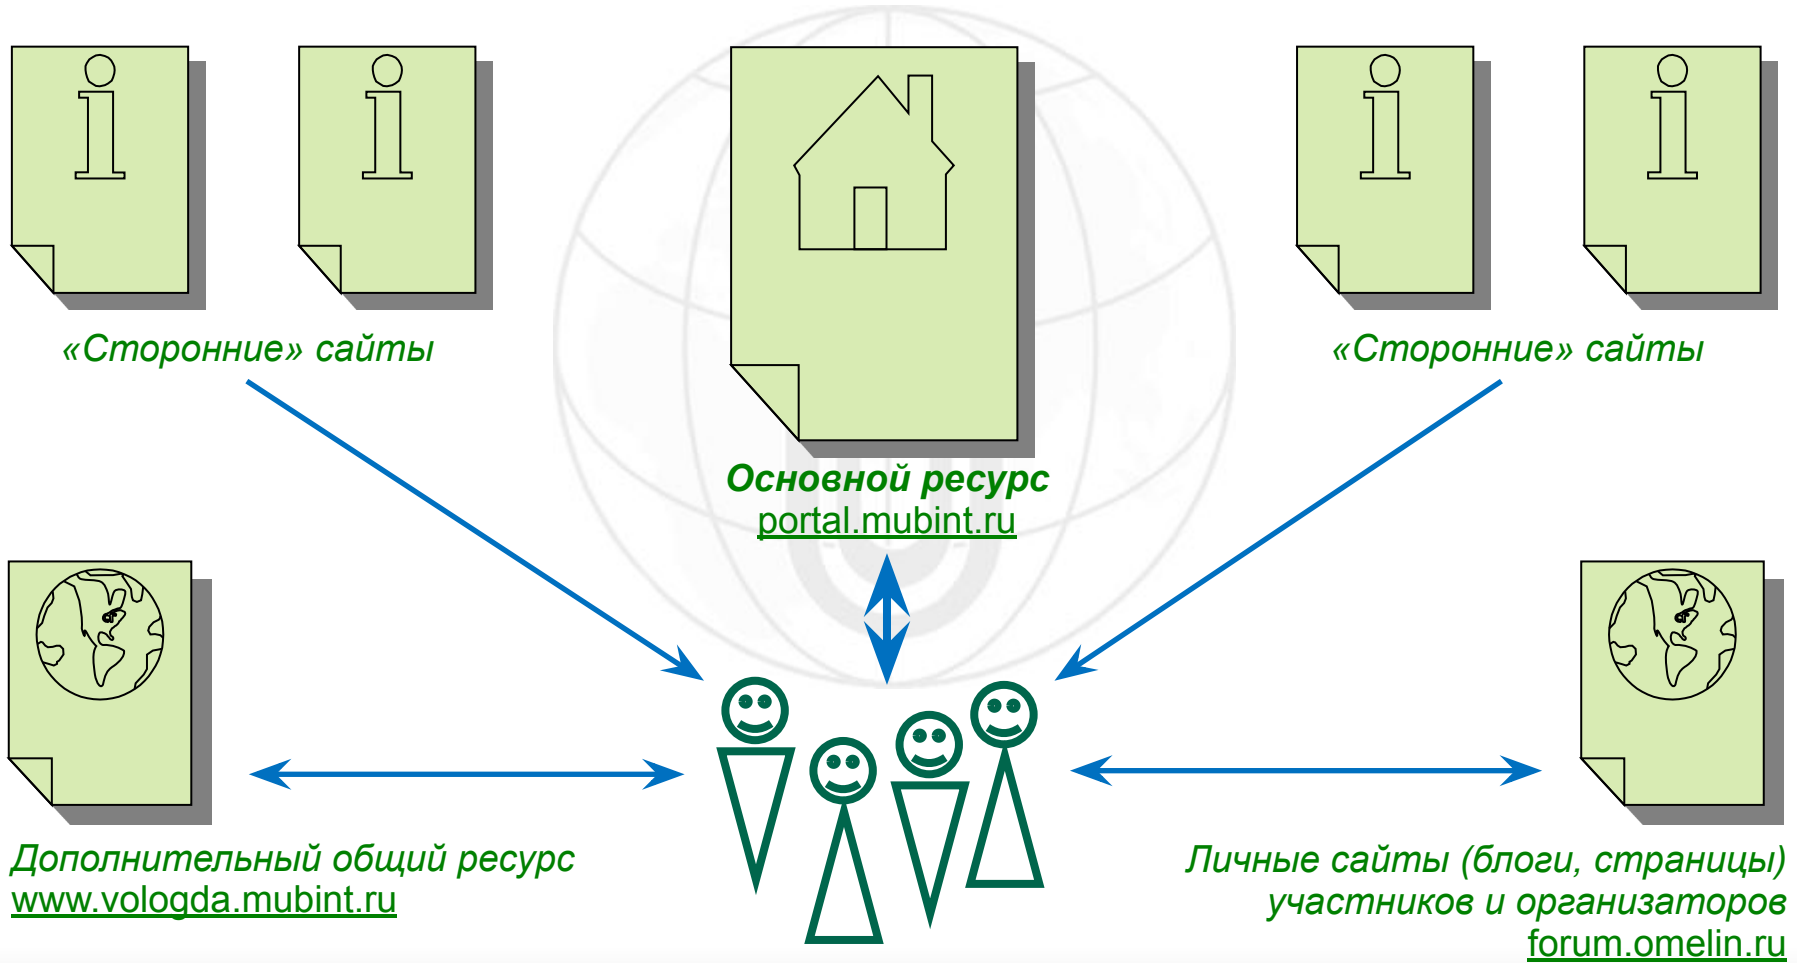 «Сторонние» сайты
«Сторонние» сайты
Основной ресурс
portal.mubint.ru
Дополнительный общий ресурс
www.vologda.mubint.ru
Личные сайты (блоги, страницы)
участников и организаторов
forum.omelin.ru